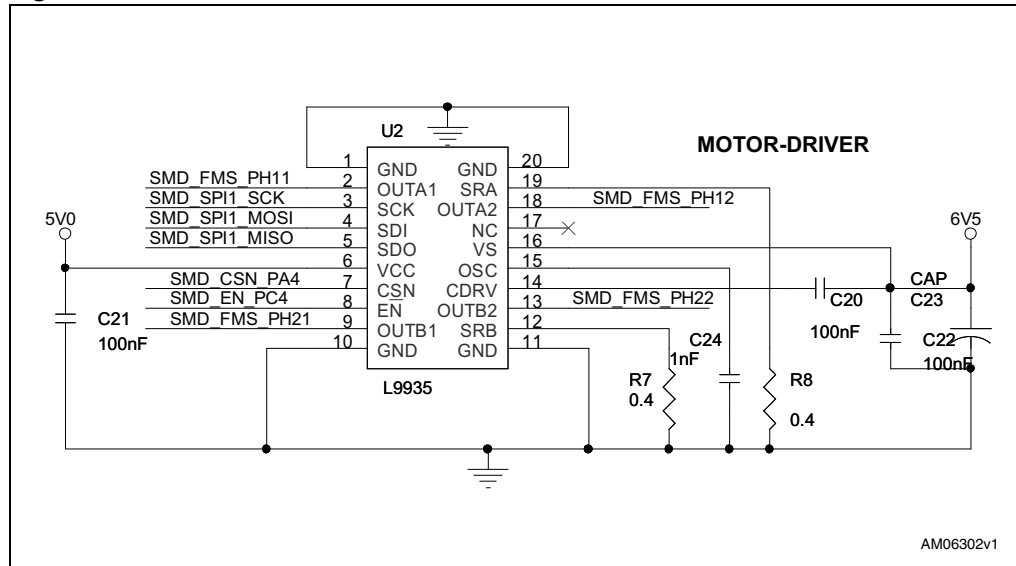 U2
MOTOR-DRIVER
1 GND GND 20
SMD_FMS_PH11 2 OUTA1 SRA 19
SMD_SPI1_SCK 3 SCK OUTA2 18 SMD_FMS_PH12
SMD_SPI1_MOSI 4 SDI NC 17
5V0 SMD_SPI1_MISO 5 SDO VS 16 6V5
6 VCC OSC 15
SMD_CSN_PA4 7 CSN CDRV 14 CAP
SMD_EN_PC4 8 EN OUTB2 13 SMD_FMS_PH22 C20 C23
C21 SMD_FMS_PH21 9 OUTB1 SRB 12 100nF
100nF 10 GND GND 11 C24 C22
1nF 100nF
L9935 R7 R8
0.4 0.4
AM06302v1